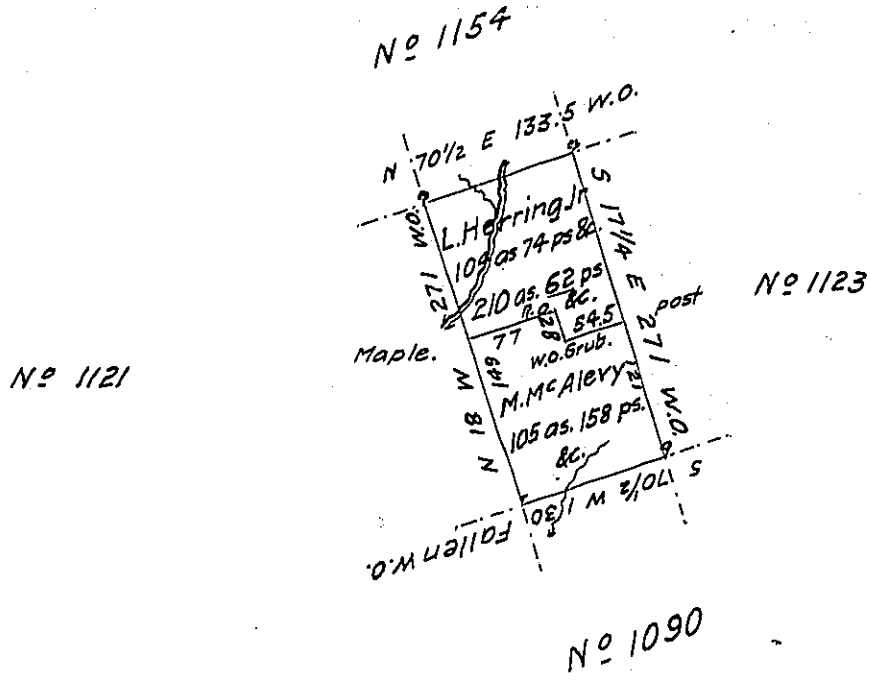 Nº 1154
N 70½ E 133.5 W.O.
S 17¼ E 271 W.O.
L. Herring Jr
104 as 74 ps &c.
210 as. 62 ps
&c.
77
28
54.5
post
Nº 1123
Maple.
Nº 1121
W.O. Grub.
149
121
M. McAlevy
105 as. 158 ps.
&c.
N 18 W 271 W.O.
S 70½ W 130
Fallen W.O.
Nº 1090